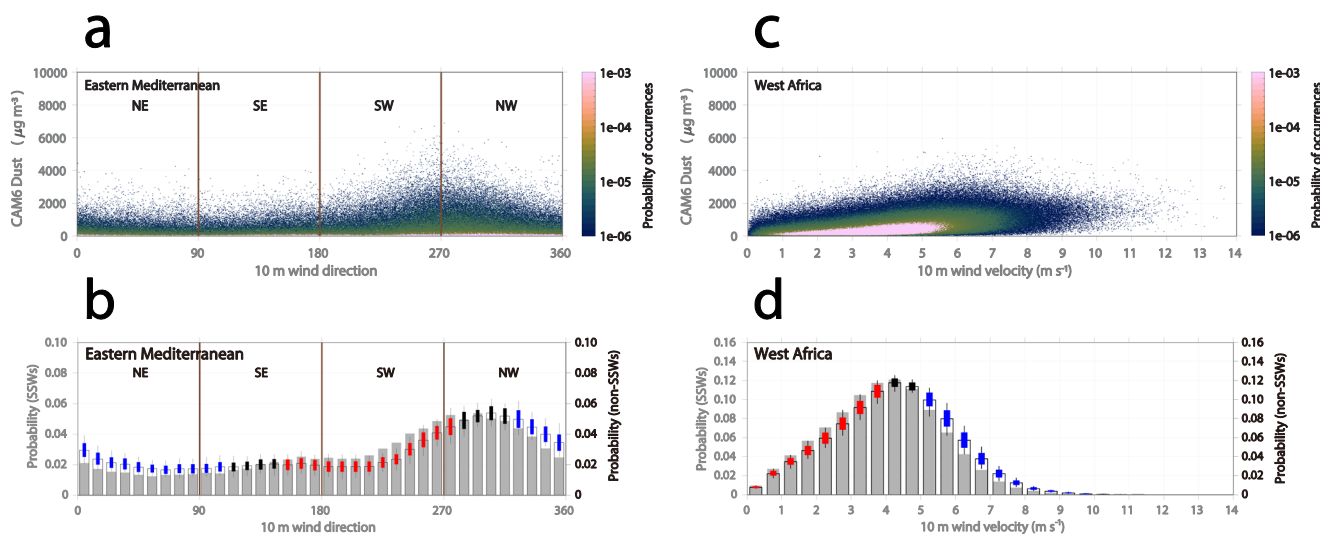 a
Eastern Mediterranean
NE SE SW NW
CAM6 Dust ( μg m⁻³ )
10000
8000
6000
4000
2000
0
0 90 180 270 360
10 m wind direction
1e-03
1e-04
1e-05
1e-06
Probability of occurrences
c
West Africa
CAM6 Dust ( μg m⁻³ )
10000
8000
6000
4000
2000
0
0 1 2 3 4 5 6 7 8 9 10 11 12 13 14
10 m wind velocity (m s⁻¹)
1e-03
1e-04
1e-05
1e-06
Probability of occurrences
b
Eastern Mediterranean
NE SE SW NW
Probability (SSWs)
0.10
0.08
0.06
0.04
0.02
0
0 90 180 270 360
10 m wind direction
0.10
0.08
0.06
0.04
0.02
0
Probability (non-SSWs)
d
West Africa
Probability (SSWs)
0.16
0.14
0.12
0.10
0.08
0.06
0.04
0.02
0
0 1 2 3 4 5 6 7 8 9 10 11 12 13 14
10 m wind velocity (m s⁻¹)
0.16
0.14
0.12
0.10
0.08
0.06
0.04
0.02
0
Probability (non-SSWs)